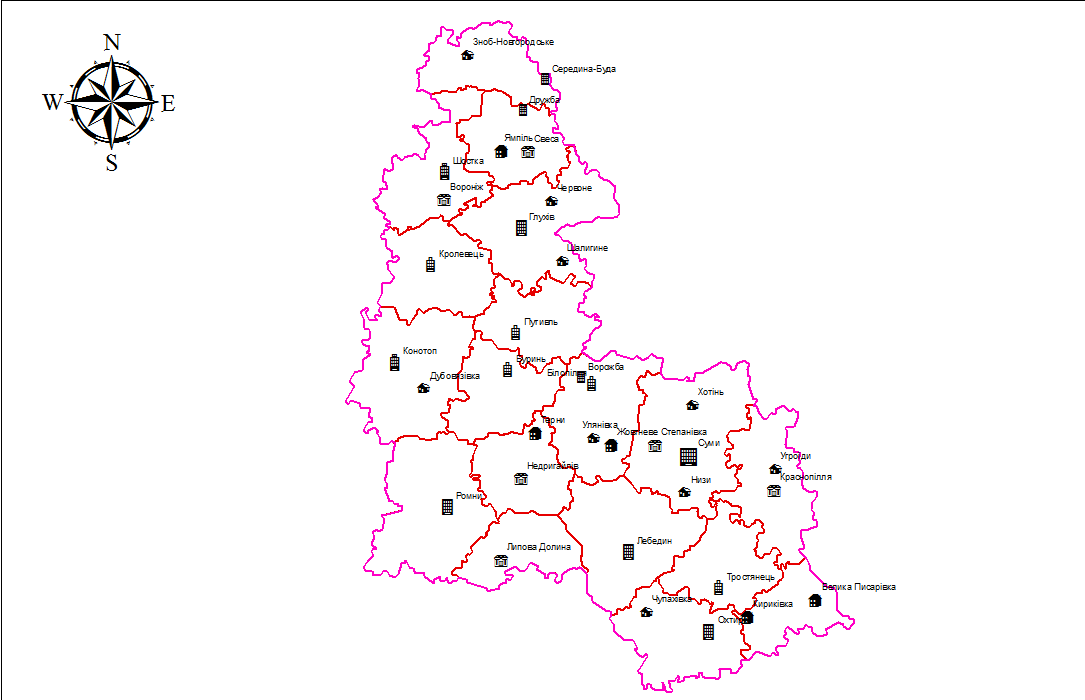 N
W E
S
Зноб-Новгородське
Середина-Буда
Дружба
Ямпіль Свеса
Шостка
Вороніж
Червоне
Глухів
Шалигине
Кролевець
Путивль
Конотоп
Буринь
Дубовязівка
Білопілля
Ворожба
Хотінь
Терни
Улянівка
Жовтневе Степанівка
Суми
Угроїди
Недригайлів
Краснопілля
Низи
Ромни
Лебедин
Липова Долина
Тростянець
Велика Писарівка
Чупахівка
Кириківка
Охтирка